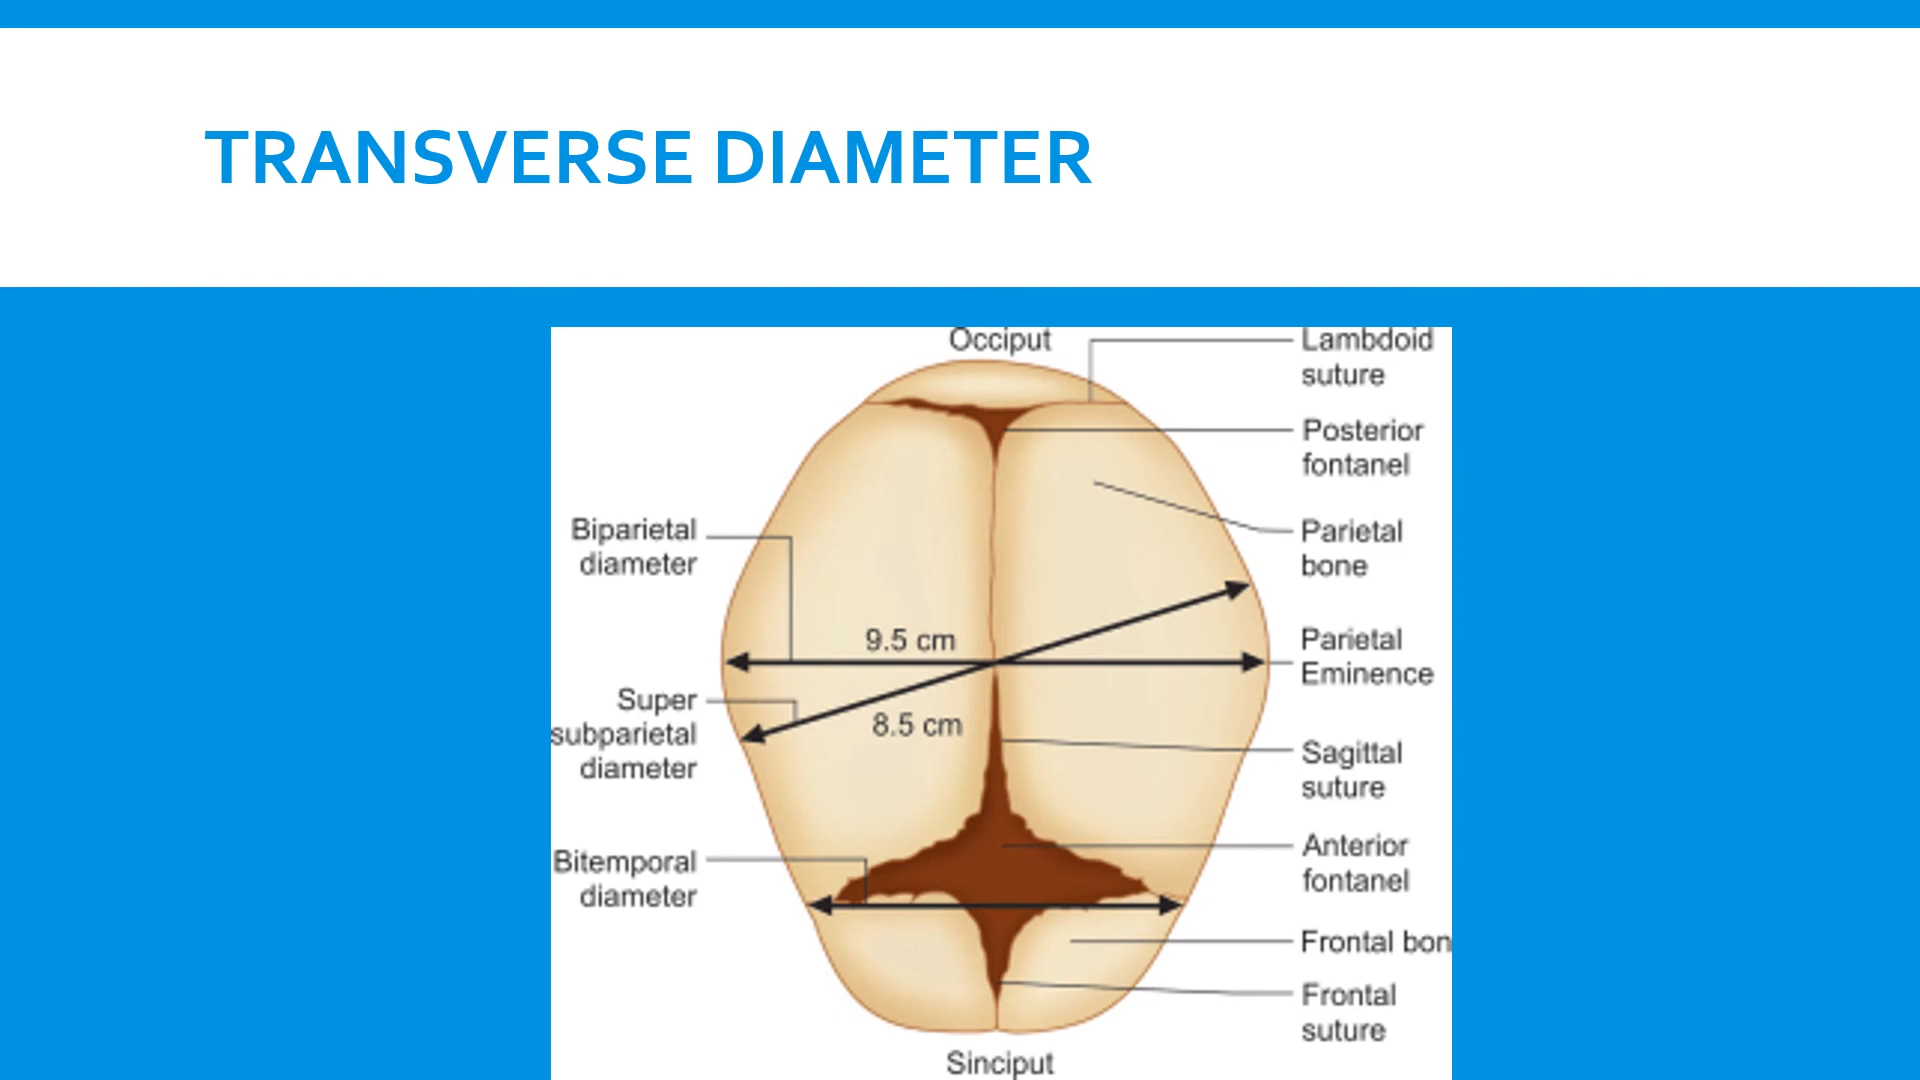 TRANSVERSE DIAMETER
Occiput
Lambdoid
suture
Posterior
fontanel
Parietal
bone
Biparietal
diameter
9.5 cm
Parietal
Eminence
Super
subparietal
diameter
8.5 cm
Sagittal
suture
Bitemporal
diameter
Anterior
fontanel
Frontal bon
Frontal
suture
Sinciput